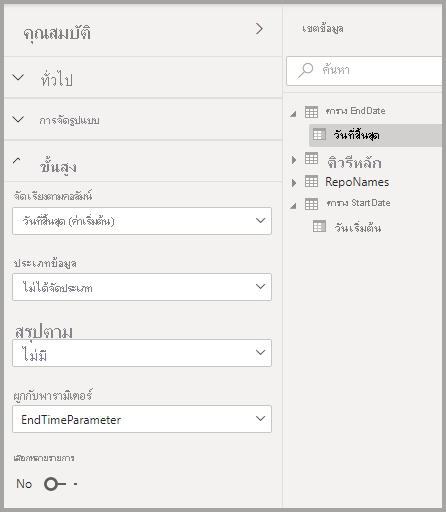 คุณสมบัติ
ทั่วไป
การจัดรูปแบบ
ขั้นสูง
จัดเรียงตามคอลัมน์
วันที่สิ้นสุด (ค่าเริ่มต้น)
ประเภทข้อมูล
ไม่ได้จัดประเภท
สรุปตาม
ไม่มี
ผูกกับพารามิเตอร์
EndTimeParameter
เลือกหลายรายการ
No
เขตข้อมูล
ค้นหา
ตาราง EndDate
วันที่สิ้นสุด
คิวรีหลัก
RepoNames
ตาราง StartDate
วันเริ่มต้น